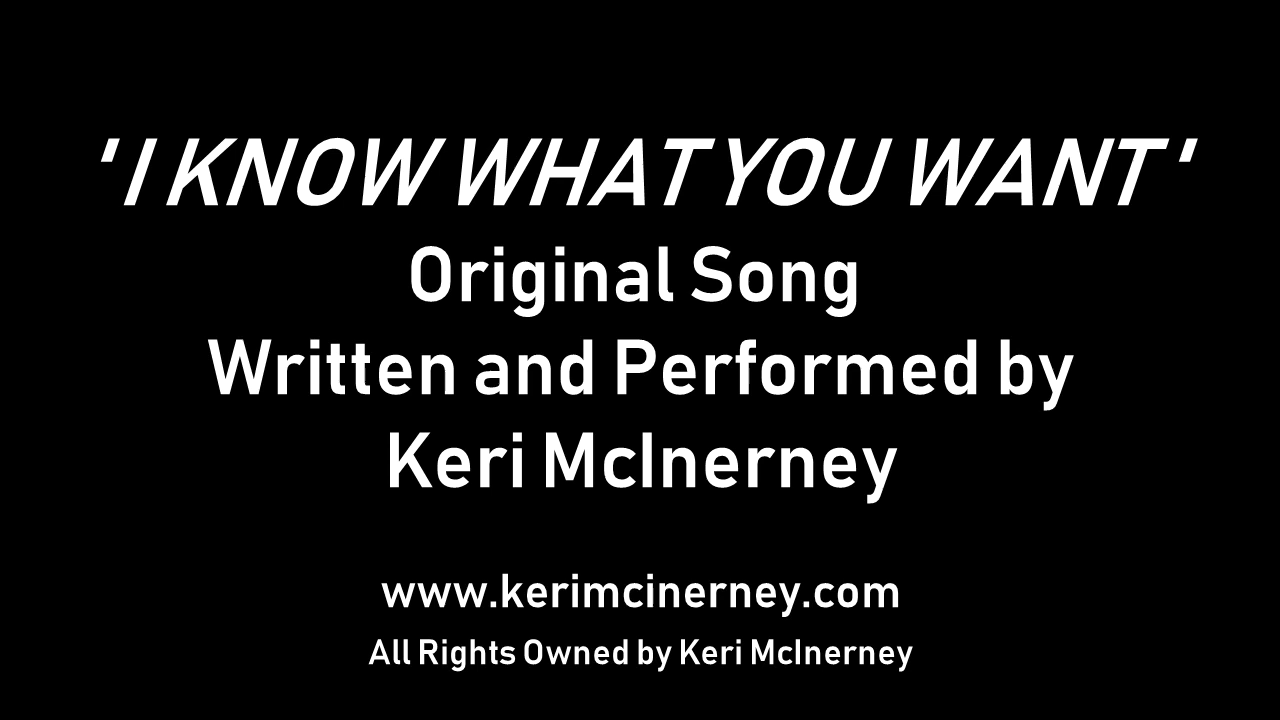 'I KNOW WHAT YOU WANT'
Original Song
Written and Performed by
Keri McInerney
www.kerimcinerney.com
All Rights Owned by Keri McInerney